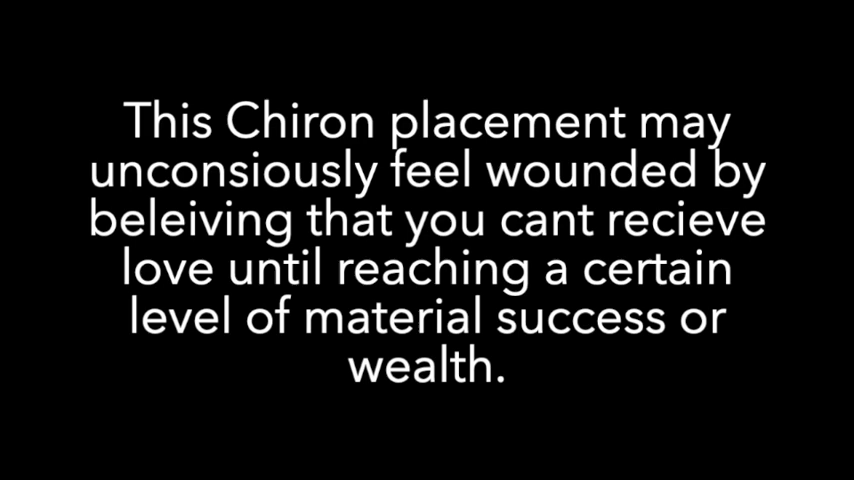 This Chiron placement may
unconsiously feel wounded by
beleiving that you cant recieve
love until reaching a certain
level of material success or
wealth.